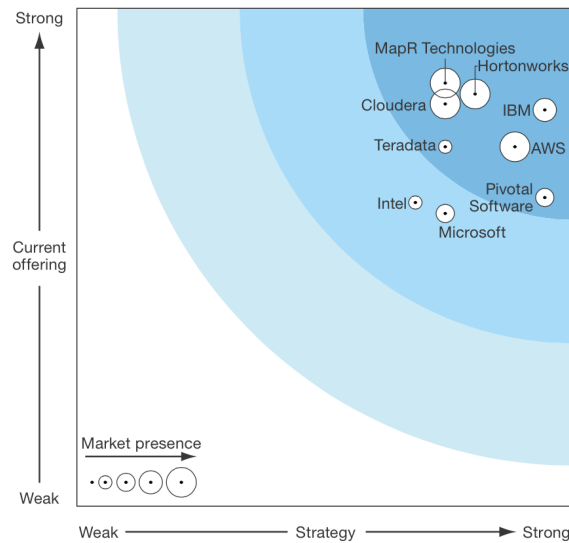 Strong
MapR Technologies
Hortonworks
Cloudera
IBM
Teradata
AWS
Pivotal
Software
Intel
Microsoft
Current
offering
Market presence
Weak
Weak
Strategy
Strong